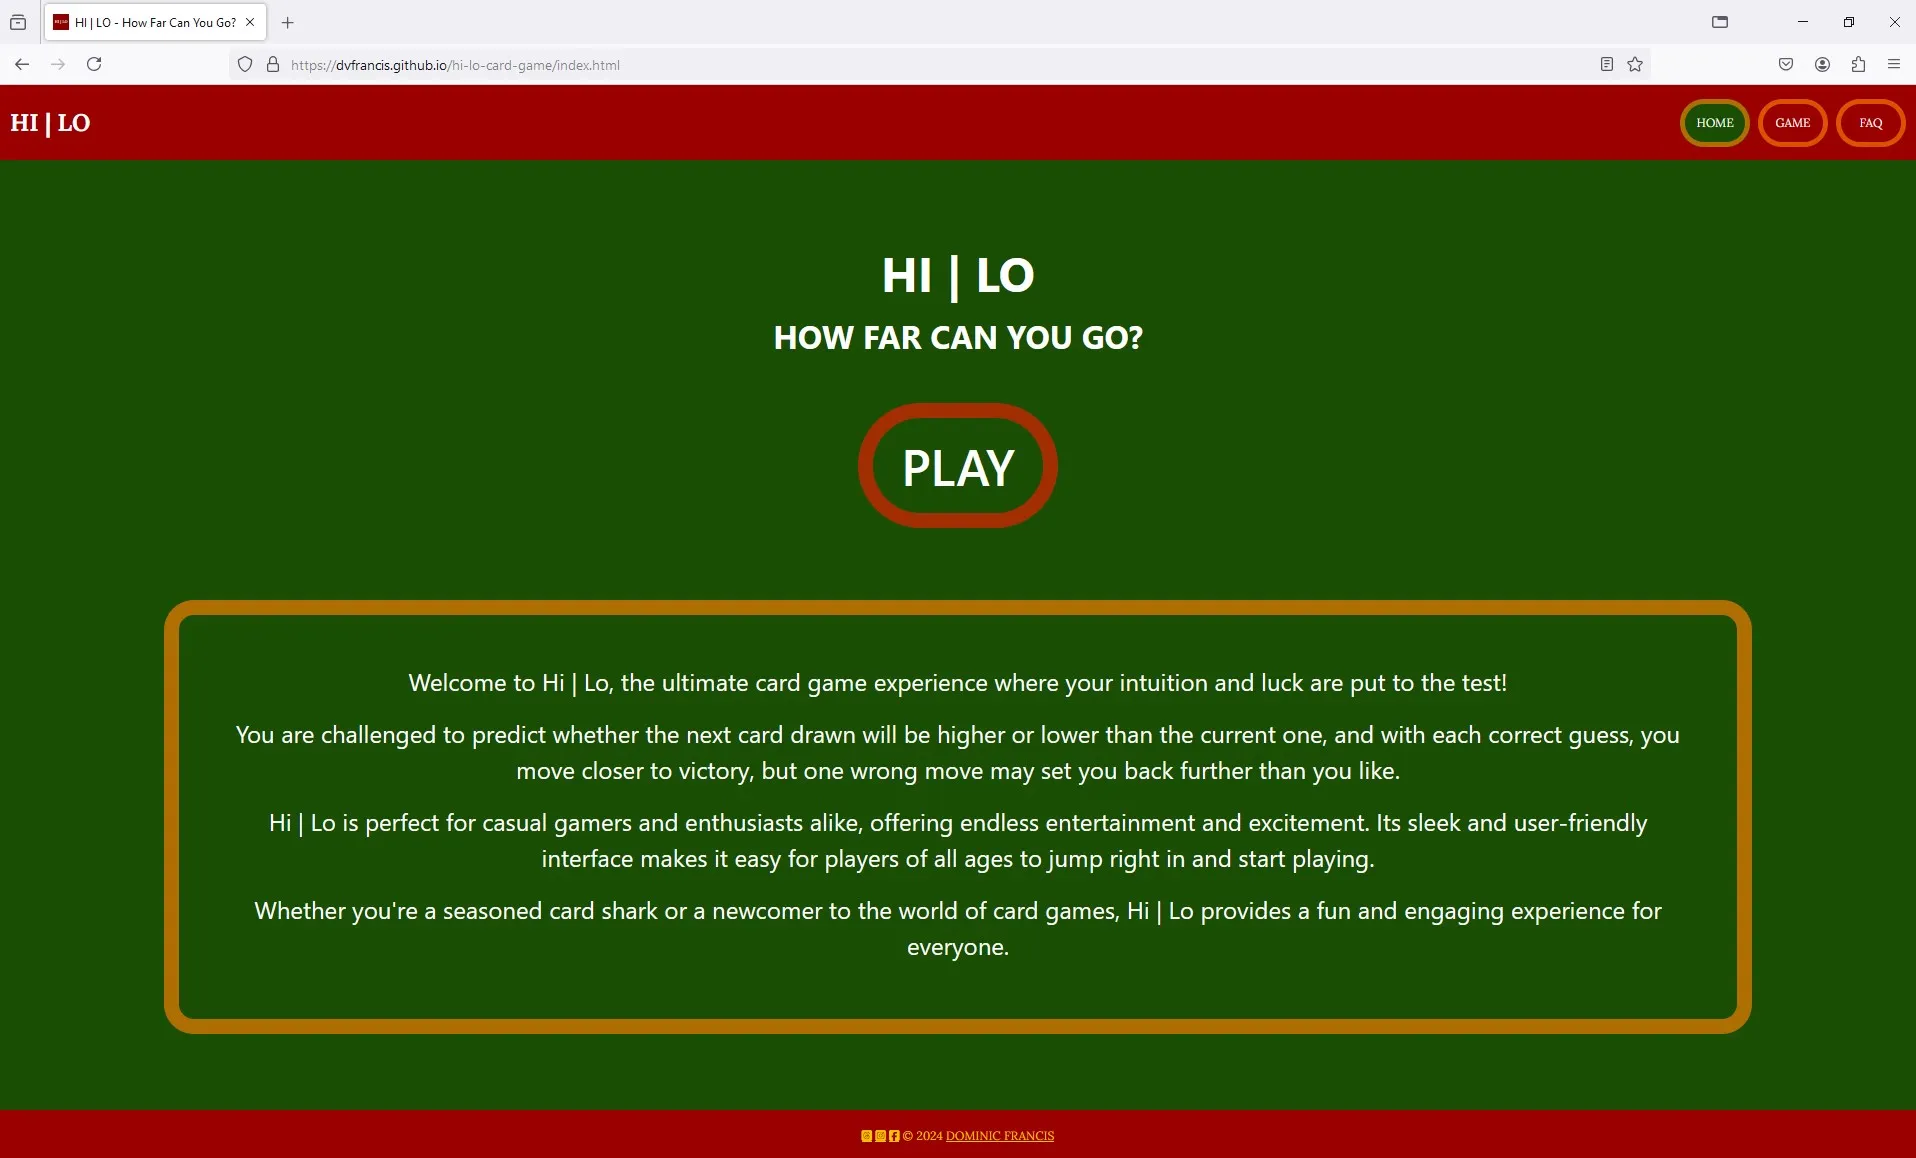 HI | LO - How Far Can You Go?
https://dvfrancis.github.io/hi-lo-card-game/index.html
HI | LO
HOME GAME FAQ
HI | LO
HOW FAR CAN YOU GO?
PLAY
Welcome to Hi | Lo, the ultimate card game experience where your intuition and luck are put to the test!
You are challenged to predict whether the next card drawn will be higher or lower than the current one, and with each correct guess, you
move closer to victory, but one wrong move may set you back further than you like.
Hi | Lo is perfect for casual gamers and enthusiasts alike, offering endless entertainment and excitement. Its sleek and user-friendly
interface makes it easy for players of all ages to jump right in and start playing.
Whether you're a seasoned card shark or a newcomer to the world of card games, Hi | Lo provides a fun and engaging experience for
everyone.
© 2024 DOMINIC FRANCIS